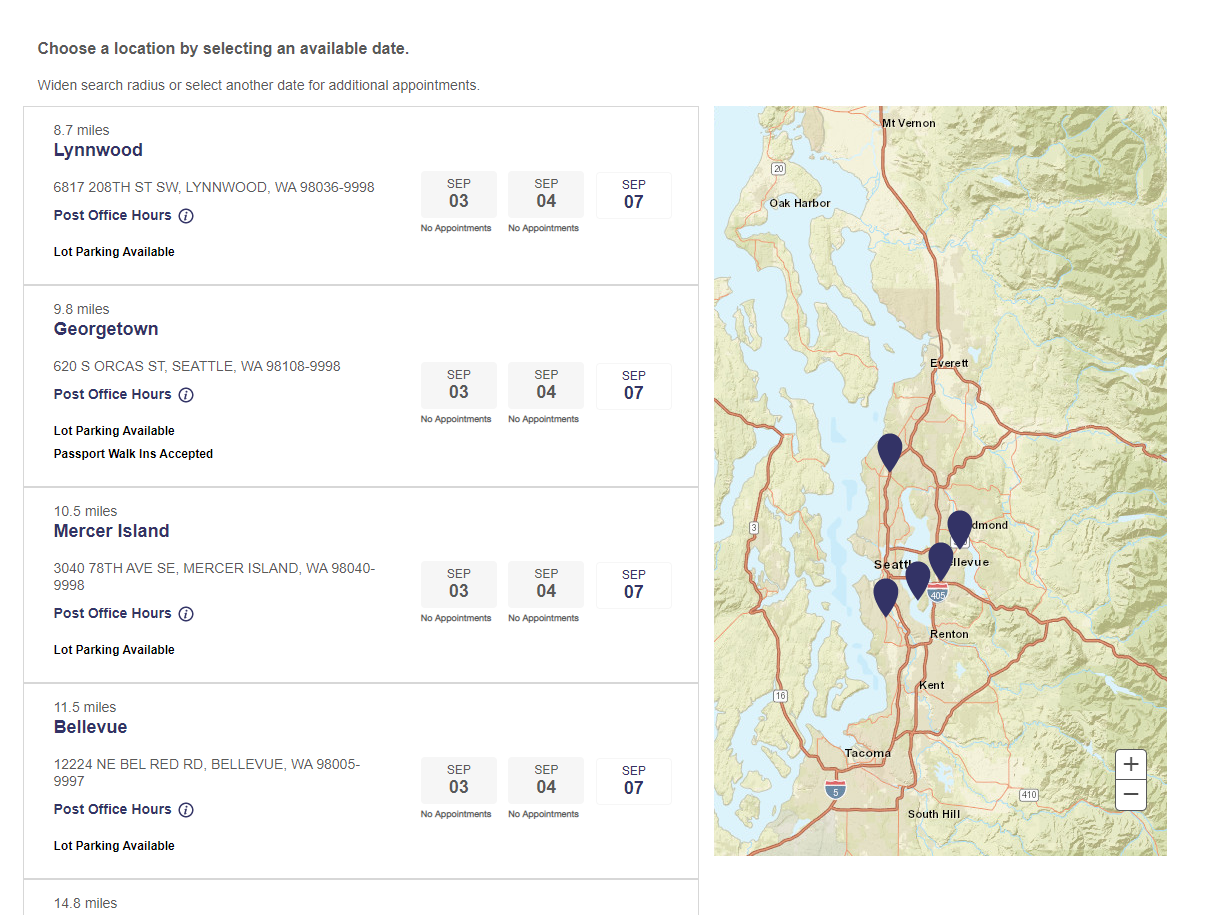 Choose a location by selecting an available date.
Widen search radius or select another date for additional appointments.
8.7 miles
Lynnwood
6817 208TH ST SW, LYNNWOOD, WA 98036-9998
Post Office Hours
Lot Parking Available
SEP
03
No Appointments
SEP
04
No Appointments
SEP
07
9.8 miles
Georgetown
620 S ORCAS ST, SEATTLE, WA 98108-9998
Post Office Hours
Lot Parking Available
Passport Walk Ins Accepted
SEP
03
No Appointments
SEP
04
No Appointments
SEP
07
10.5 miles
Mercer Island
3040 78TH AVE SE, MERCER ISLAND, WA 98040-
9998
Post Office Hours
Lot Parking Available
SEP
03
No Appointments
SEP
04
No Appointments
SEP
07
11.5 miles
Bellevue
12224 NE BEL RED RD, BELLEVUE, WA 98005-
9997
Post Office Hours
Lot Parking Available
SEP
03
No Appointments
SEP
04
No Appointments
SEP
07
14.8 miles
Mt Vernon
20
Oak Harbor
Everett
3
dmond
Seattl
llevue
405
Renton
Kent
16
Tacoma
5
410
South Hill
+
−